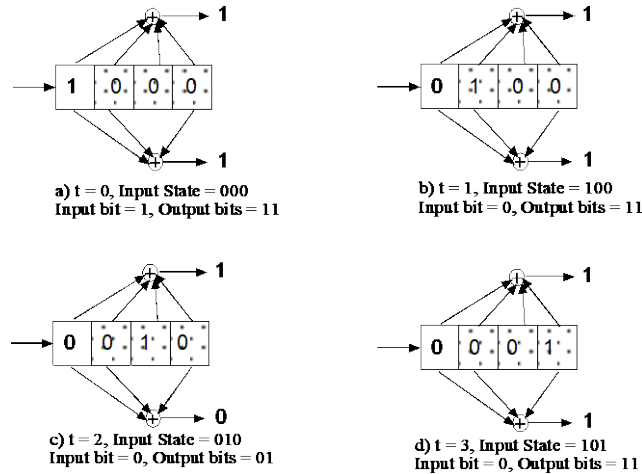 1
1 0 0 0
1
a) t = 0, Input State = 000
Input bit = 1, Output bits = 11
1
0 1 0 0
1
b) t = 1, Input State = 100
Input bit = 0, Output bits = 11
1
0 0 1 0
0
c) t = 2, Input State = 010
Input bit = 0, Output bits = 01
1
0 0 0 1
1
d) t = 3, Input State = 101
Input bit = 0, Output bits = 11